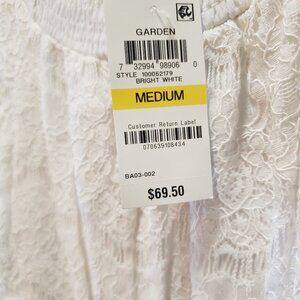 GARDEN
7 32994 98906 0
STYLE 100052179
BRIGHT WHITE
MEDIUM
Customer Return Label
070639108434
BA03-002
$69.50